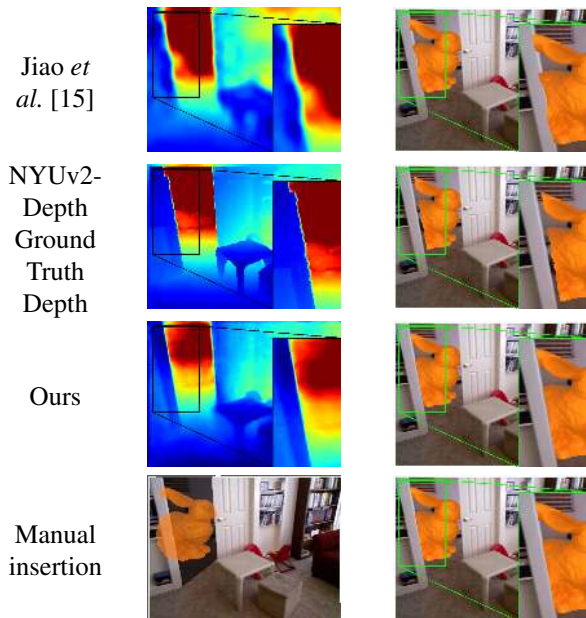 Jiao et
al. [15]
NYUv2-
Depth
Ground
Truth
Depth
Ours
Manual
insertion